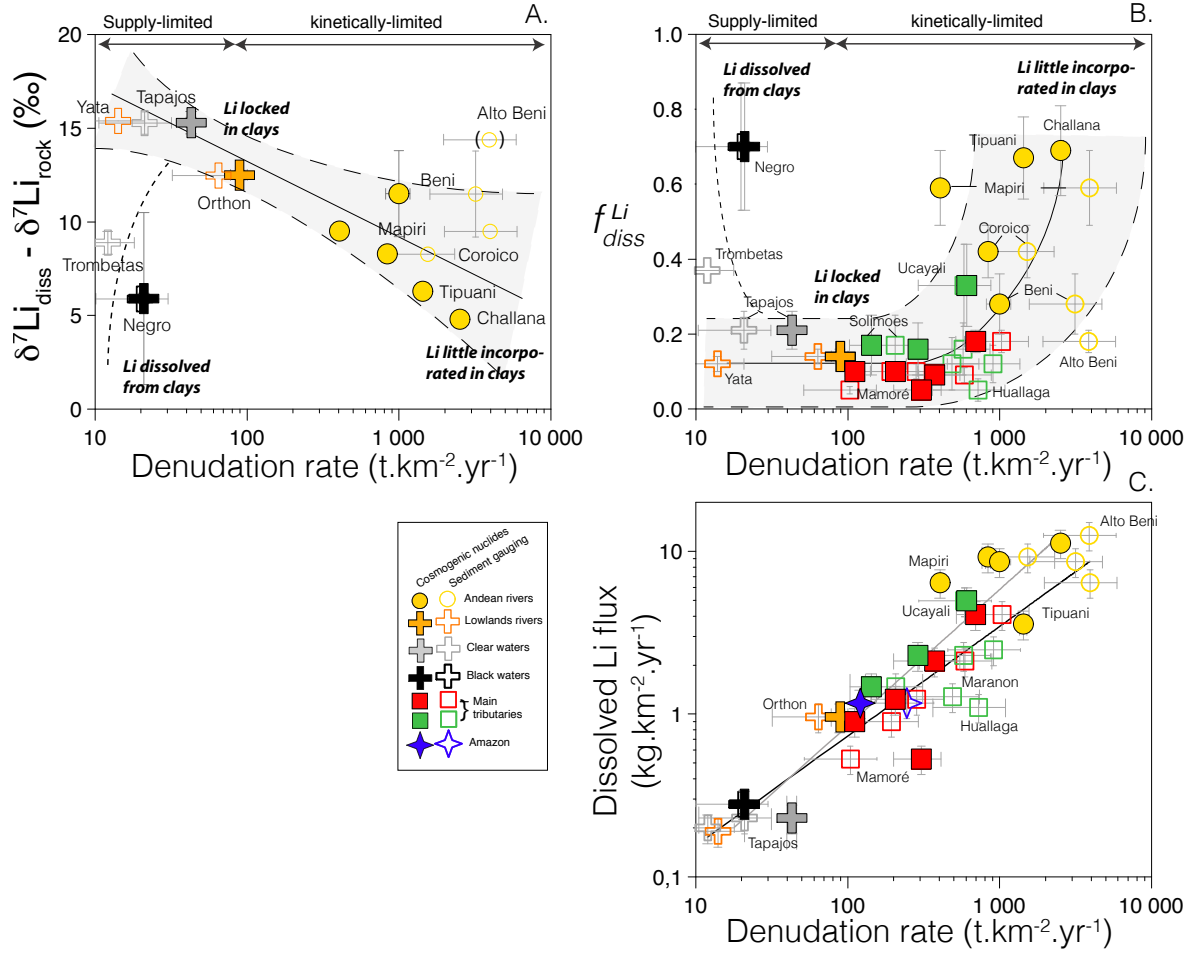 Supply-limited
kinetically-limited
A.
20
15
10
5
0
δ⁷Li_diss - δ⁷Li_rock (‰)
Yata
Tapajos
Li locked
in clays
Alto Beni
( )
Orthon
Beni
Mapiri
Coroico
Trombetas
Negro
Tipuani
Challana
Li dissolved
from clays
Li little incorpo-
rated in clays
10
100
1 000
10 000
Denudation rate (t.km⁻².yr⁻¹)
Supply-limited
kinetically-limited
B.
1.0
0.8
0.6
0.4
0.2
0.0
f_diss^Li
Li dissolved
from clays
Li little incorpo-
rated in clays
Tipuani
Challana
Negro
Mapiri
Trombetas
Coroico
Ucayali
Li locked
in clays
Beni
Tapajos
Solimoes
Alto Beni
Yata
Mamoré
Huallaga
10
100
1 000
10 000
Denudation rate (t.km⁻².yr⁻¹)
Cosmogenic nuclides
Sediment gauging
Andean rivers
Lowlands rivers
Clear waters
Black waters
} Main
tributaries
Amazon
C.
10
1
0,1
Dissolved Li flux
(kg.km⁻².yr⁻¹)
Alto Beni
Mapiri
Ucayali
Tipuani
Maranon
Orthon
Huallaga
Mamoré
Tapajos
10
100
1 000
10 000
Denudation rate (t.km⁻².yr⁻¹)